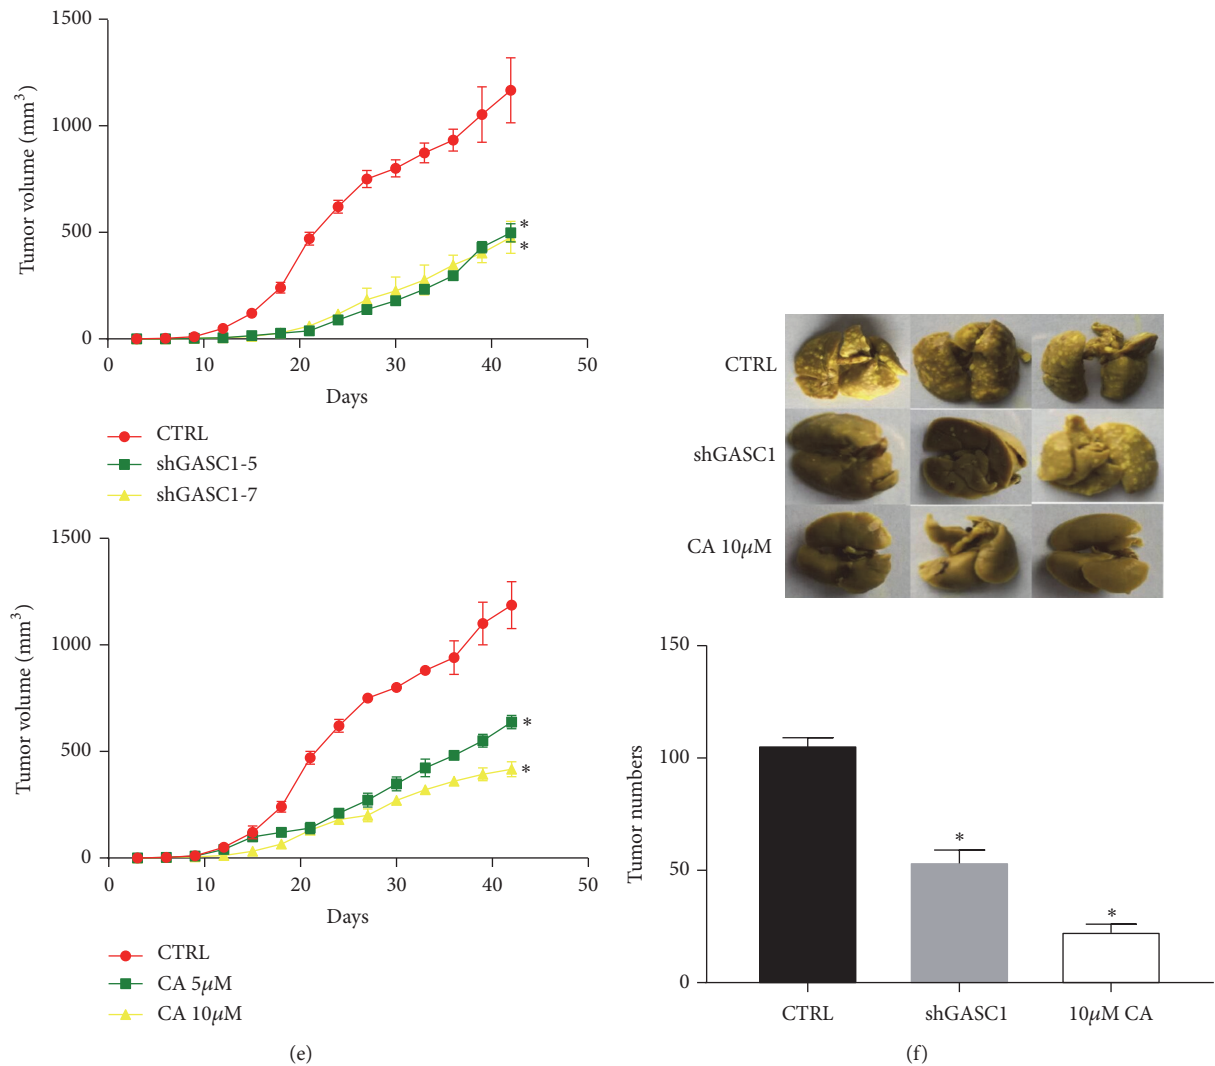 1500
1000
500
0
Tumor volume (mm³)
*
*
0 10 20 30 40 50
Days
CTRL
shGASC1-5
shGASC1-7
1500
1000
500
0
Tumor volume (mm³)
*
*
0 10 20 30 40 50
Days
CTRL
CA 5μM
CA 10μM
(e)
CTRL
shGASC1
CA 10μM
150
100
50
0
Tumor numbers
*
*
CTRL shGASC1 10μM CA
(f)